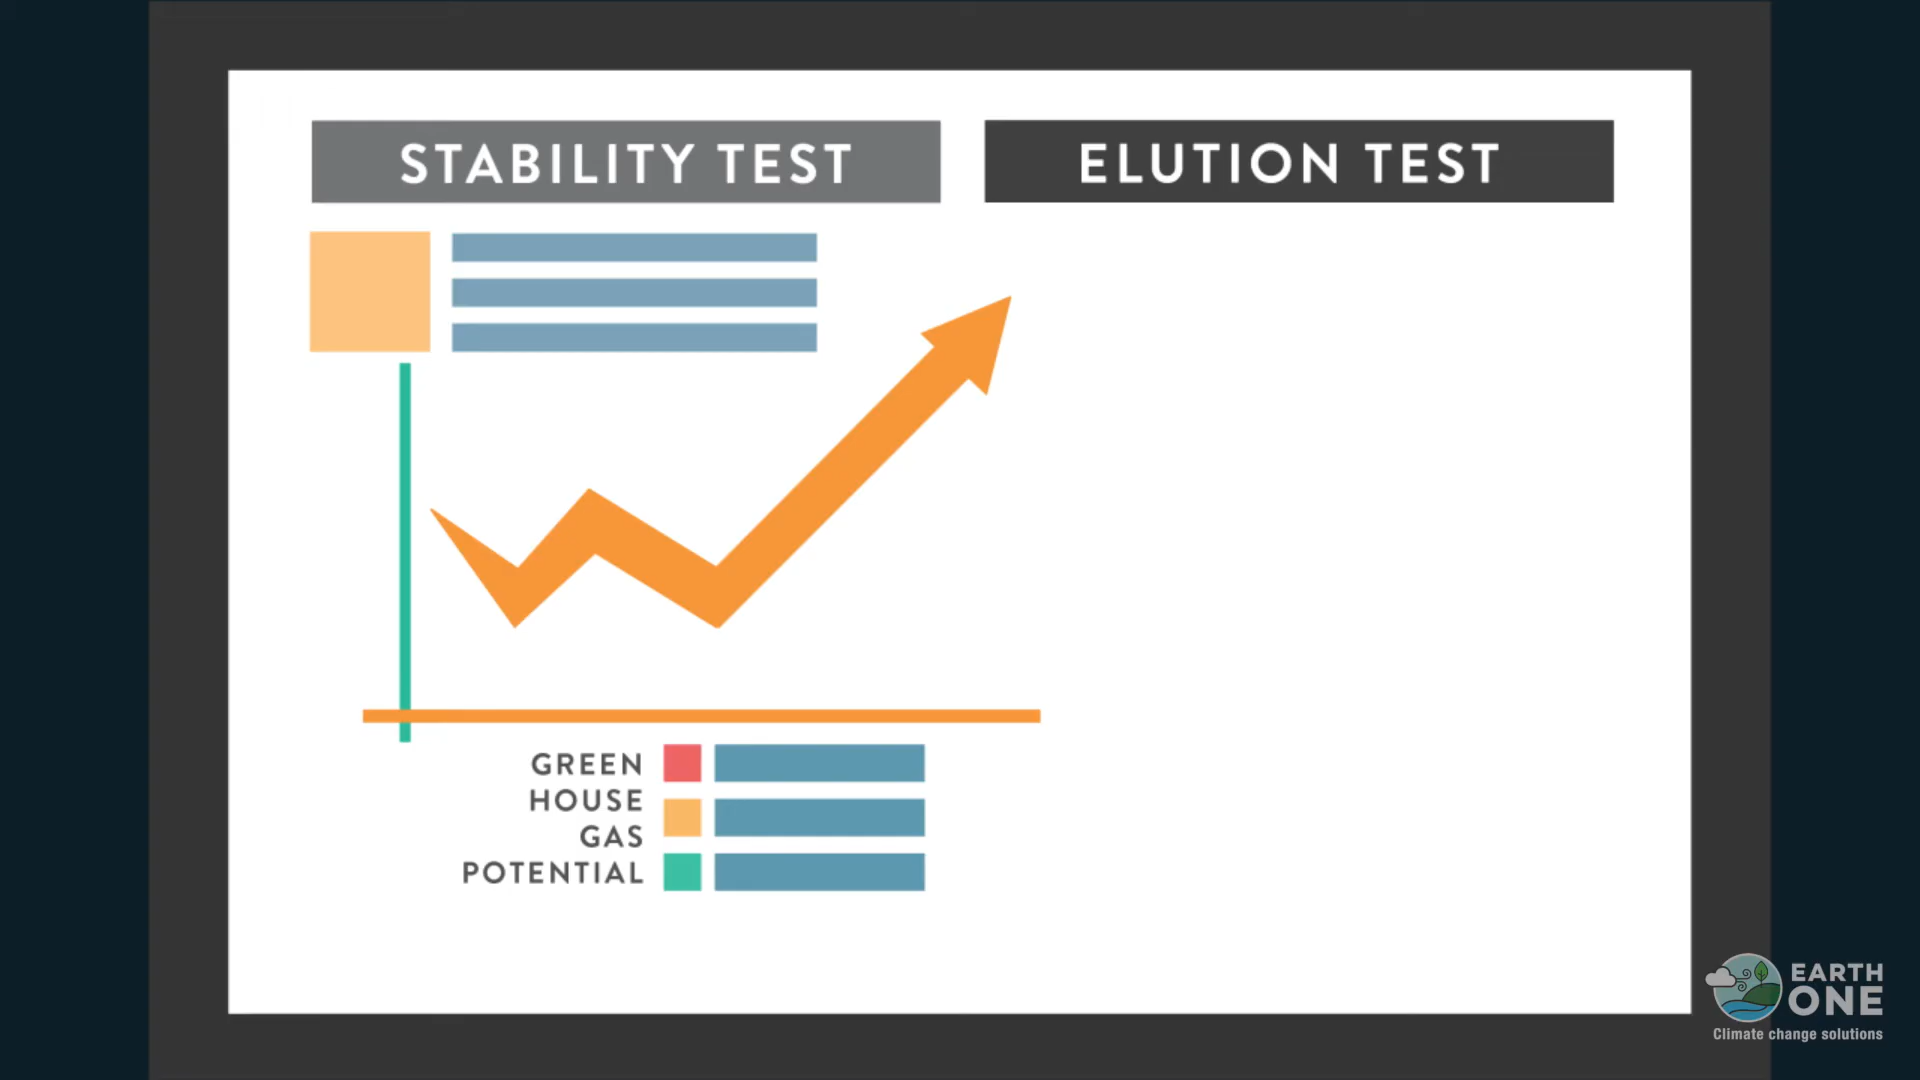 STABILITY TEST
ELUTION TEST
GREEN
HOUSE
GAS
POTENTIAL
EARTH
ONE
Climate change solutions